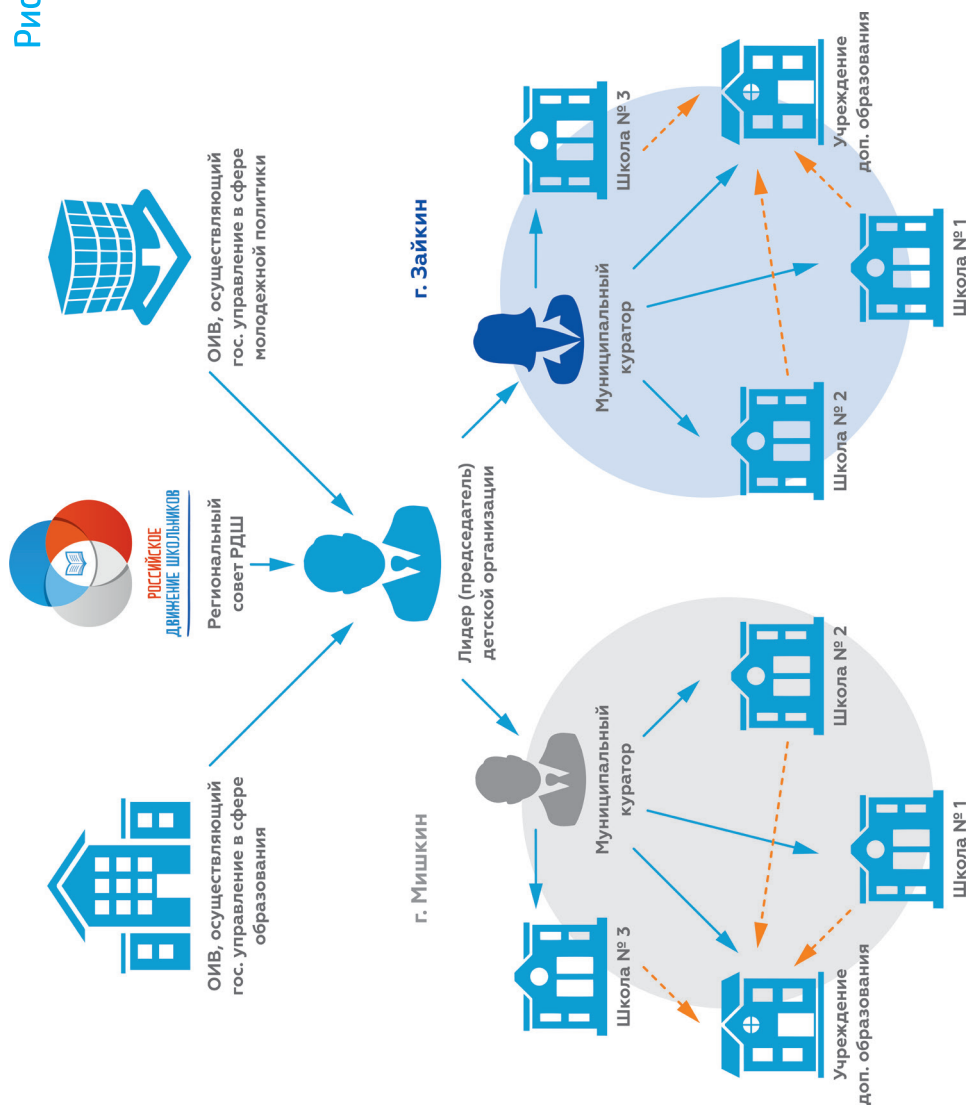 Рис
ОИВ, осуществляющий
гос. управление в сфере
образования
РОССИЙСКОЕ
ДВИЖЕНИЕ ШКОЛЬНИКОВ
Региональный
совет РДШ
ОИВ, осуществляющий
гос. управление в сфере
молодежной политики
Лидер (председатель)
детской организации
г. Мишкин
Муниципальный
куратор
Школа № 3
Школа № 2
Учреждение
доп. образования
Школа № 1
г. Зайкин
Муниципальный
куратор
Школа № 3
Школа № 2
Учреждение
доп. образования
Школа № 1